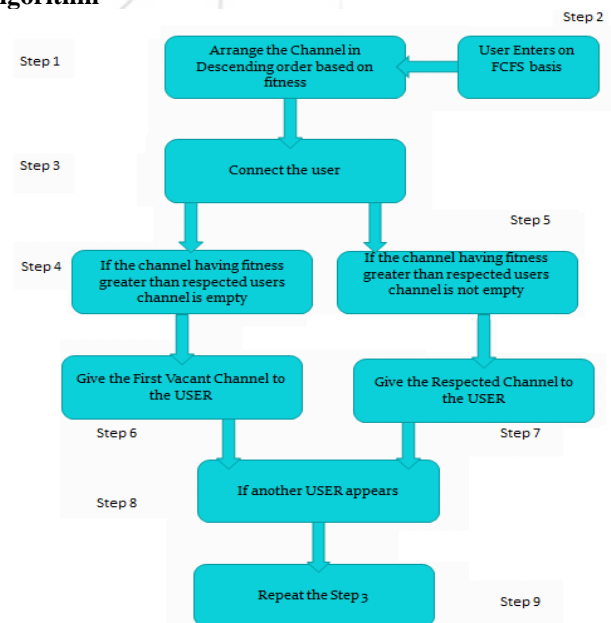 gorithm
Step 2
Step 1
Arrange the Channel in
Descending order based on
fitness
User Enters on
FCFS basis
Step 3
Connect the user
Step 5
Step 4
If the channel having fitness
greater than respected users
channel is empty
If the channel having fitness
greater than respected users
channel is not empty
Give the First Vacant Channel to
the USER
Give the Respected Channel to
the USER
Step 6
Step 7
If another USER appears
Step 8
Repeat the Step 3
Step 9